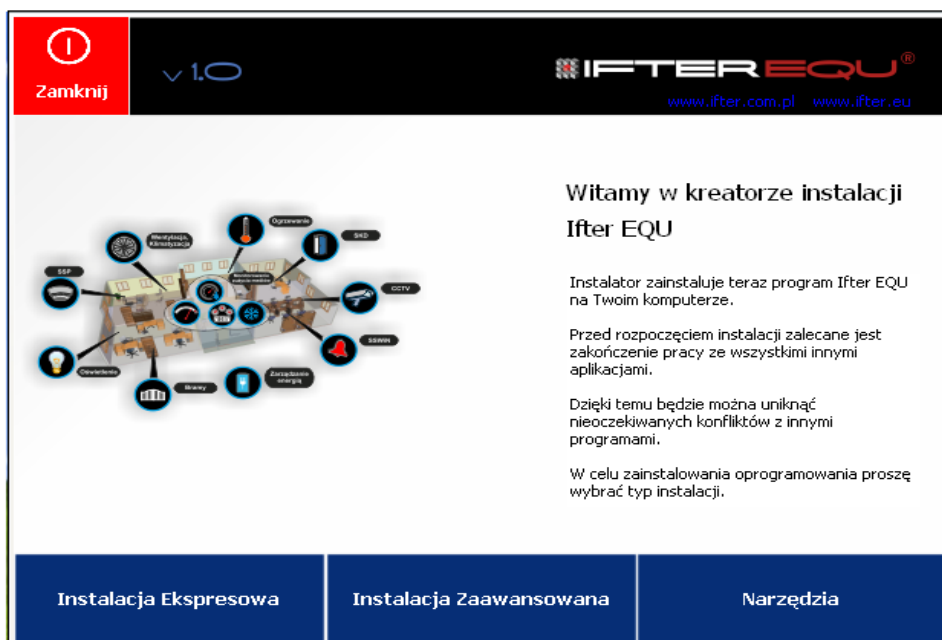 Zamknij
v 1.0
IFTER EQU®
www.ifter.com.pl www.ifter.eu
Witamy w kreatorze instalacji
Ifter EQU
Instalator zainstaluje teraz program Ifter EQU
na Twoim komputerze.
Przed rozpoczęciem instalacji zalecane jest
zakończenie pracy ze wszystkimi innymi
aplikacjami.
Dzięki temu będzie można uniknąć
nieoczekiwanych konfliktów z innymi
programami.
W celu zainstalowania oprogramowania proszę
wybrać typ instalacji.
Ogrzewanie
Wentylacja,
Klimatyzacja
SKD
SSP
CCTV
SSWiN
Oświetlenie
Bramy
Zarządzanie
energią
Instalacja Ekspresowa
Instalacja Zaawansowana
Narzędzia